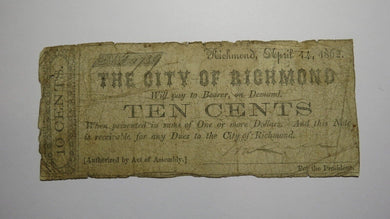 Richmond, April 14, 1862.
THE CITY OF RICHMOND
Will pay to Bearer, on Demand,
TEN CENTS
When presented in sums of One or more Dollars. And this Note
is receivable for any Dues to the City of Richmond.
[Authorized by Act of Assembly.]
For the President.
10 CENTS.